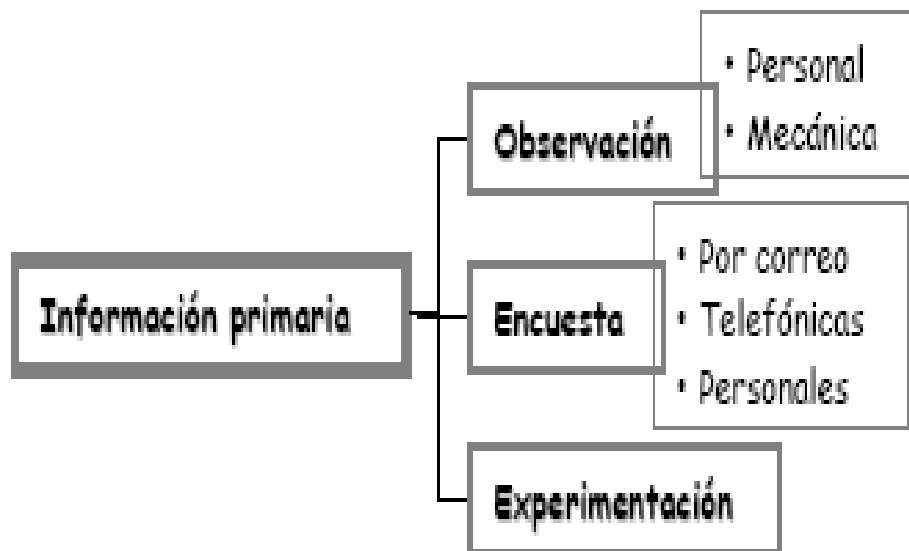 Información primaria
Observación
• Personal
• Mecánica
Encuesta
• Por correo
• Telefónicas
• Personales
Experimentación